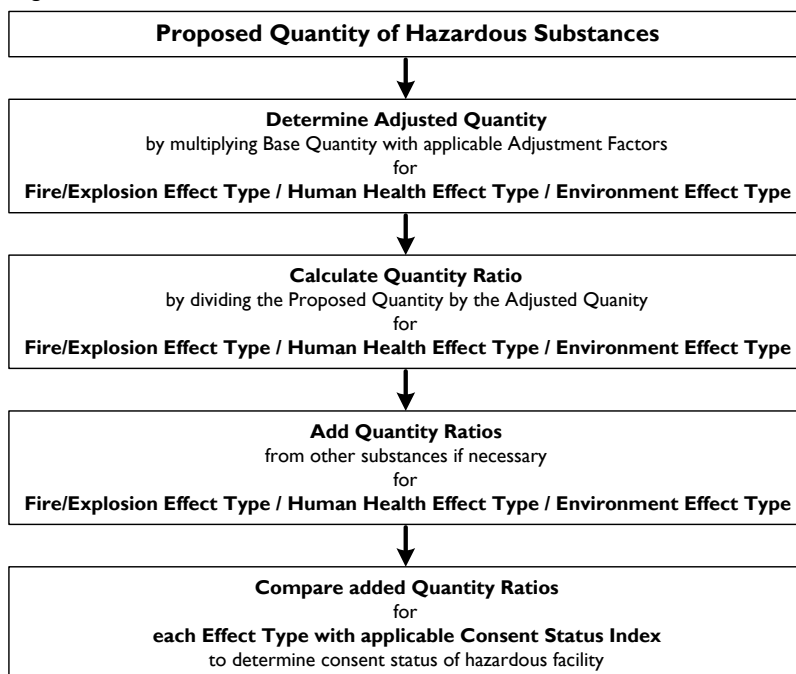 Proposed Quantity of Hazardous Substances
Determine Adjusted Quantity
by multiplying Base Quantity with applicable Adjustment Factors
for
Fire/Explosion Effect Type / Human Health Effect Type / Environment Effect Type
Calculate Quantity Ratio
by dividing the Proposed Quantity by the Adjusted Quanity
for
Fire/Explosion Effect Type / Human Health Effect Type / Environment Effect Type
Add Quantity Ratios
from other substances if necessary
for
Fire/Explosion Effect Type / Human Health Effect Type / Environment Effect Type
Compare added Quantity Ratios
for
each Effect Type with applicable Consent Status Index
to determine consent status of hazardous facility